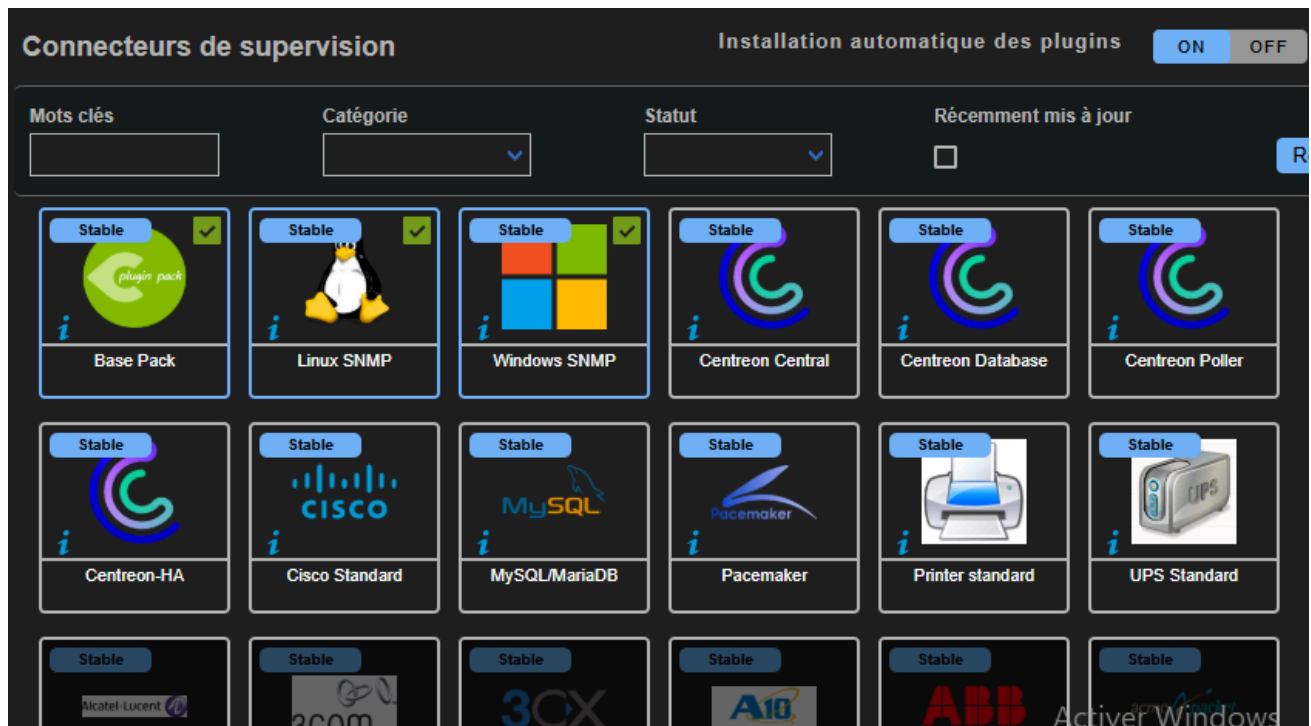 Connecteurs de supervision
Installation automatique des plugins
ON OFF
Mots clés Catégorie Statut Récemment mis à jour
Stable Stable Stable Stable Stable Stable
plugin pack
i i i i i i
Base Pack Linux SNMP Windows SNMP Centreon Central Centreon Database Centreon Poller
Stable Stable Stable Stable Stable Stable
CISCO MySQL Pacemaker UPS
i i i i i i
Centreon-HA Cisco Standard MySQL/MariaDB Pacemaker Printer standard UPS Standard
Stable Stable Stable Stable Stable Stable
Alcatel-Lucent 3com 3CX A10 ABB acme packet
Activer Windows